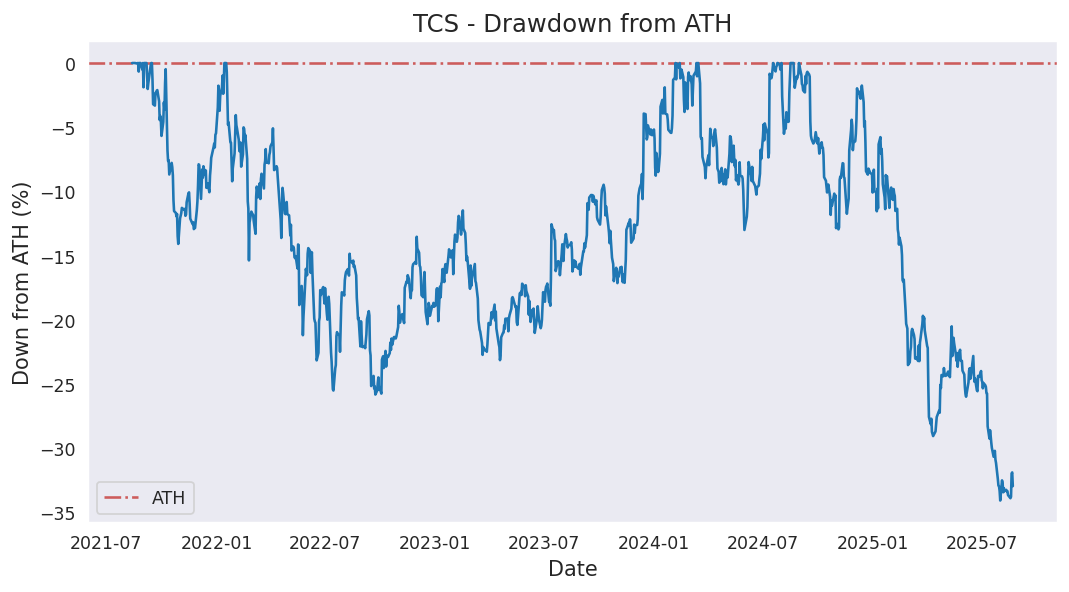 TCS - Drawdown from ATH
Down from ATH (%)
0
−5
−10
−15
−20
−25
−30
−35
ATH
2021-07 2022-01 2022-07 2023-01 2023-07 2024-01 2024-07 2025-01 2025-07
Date